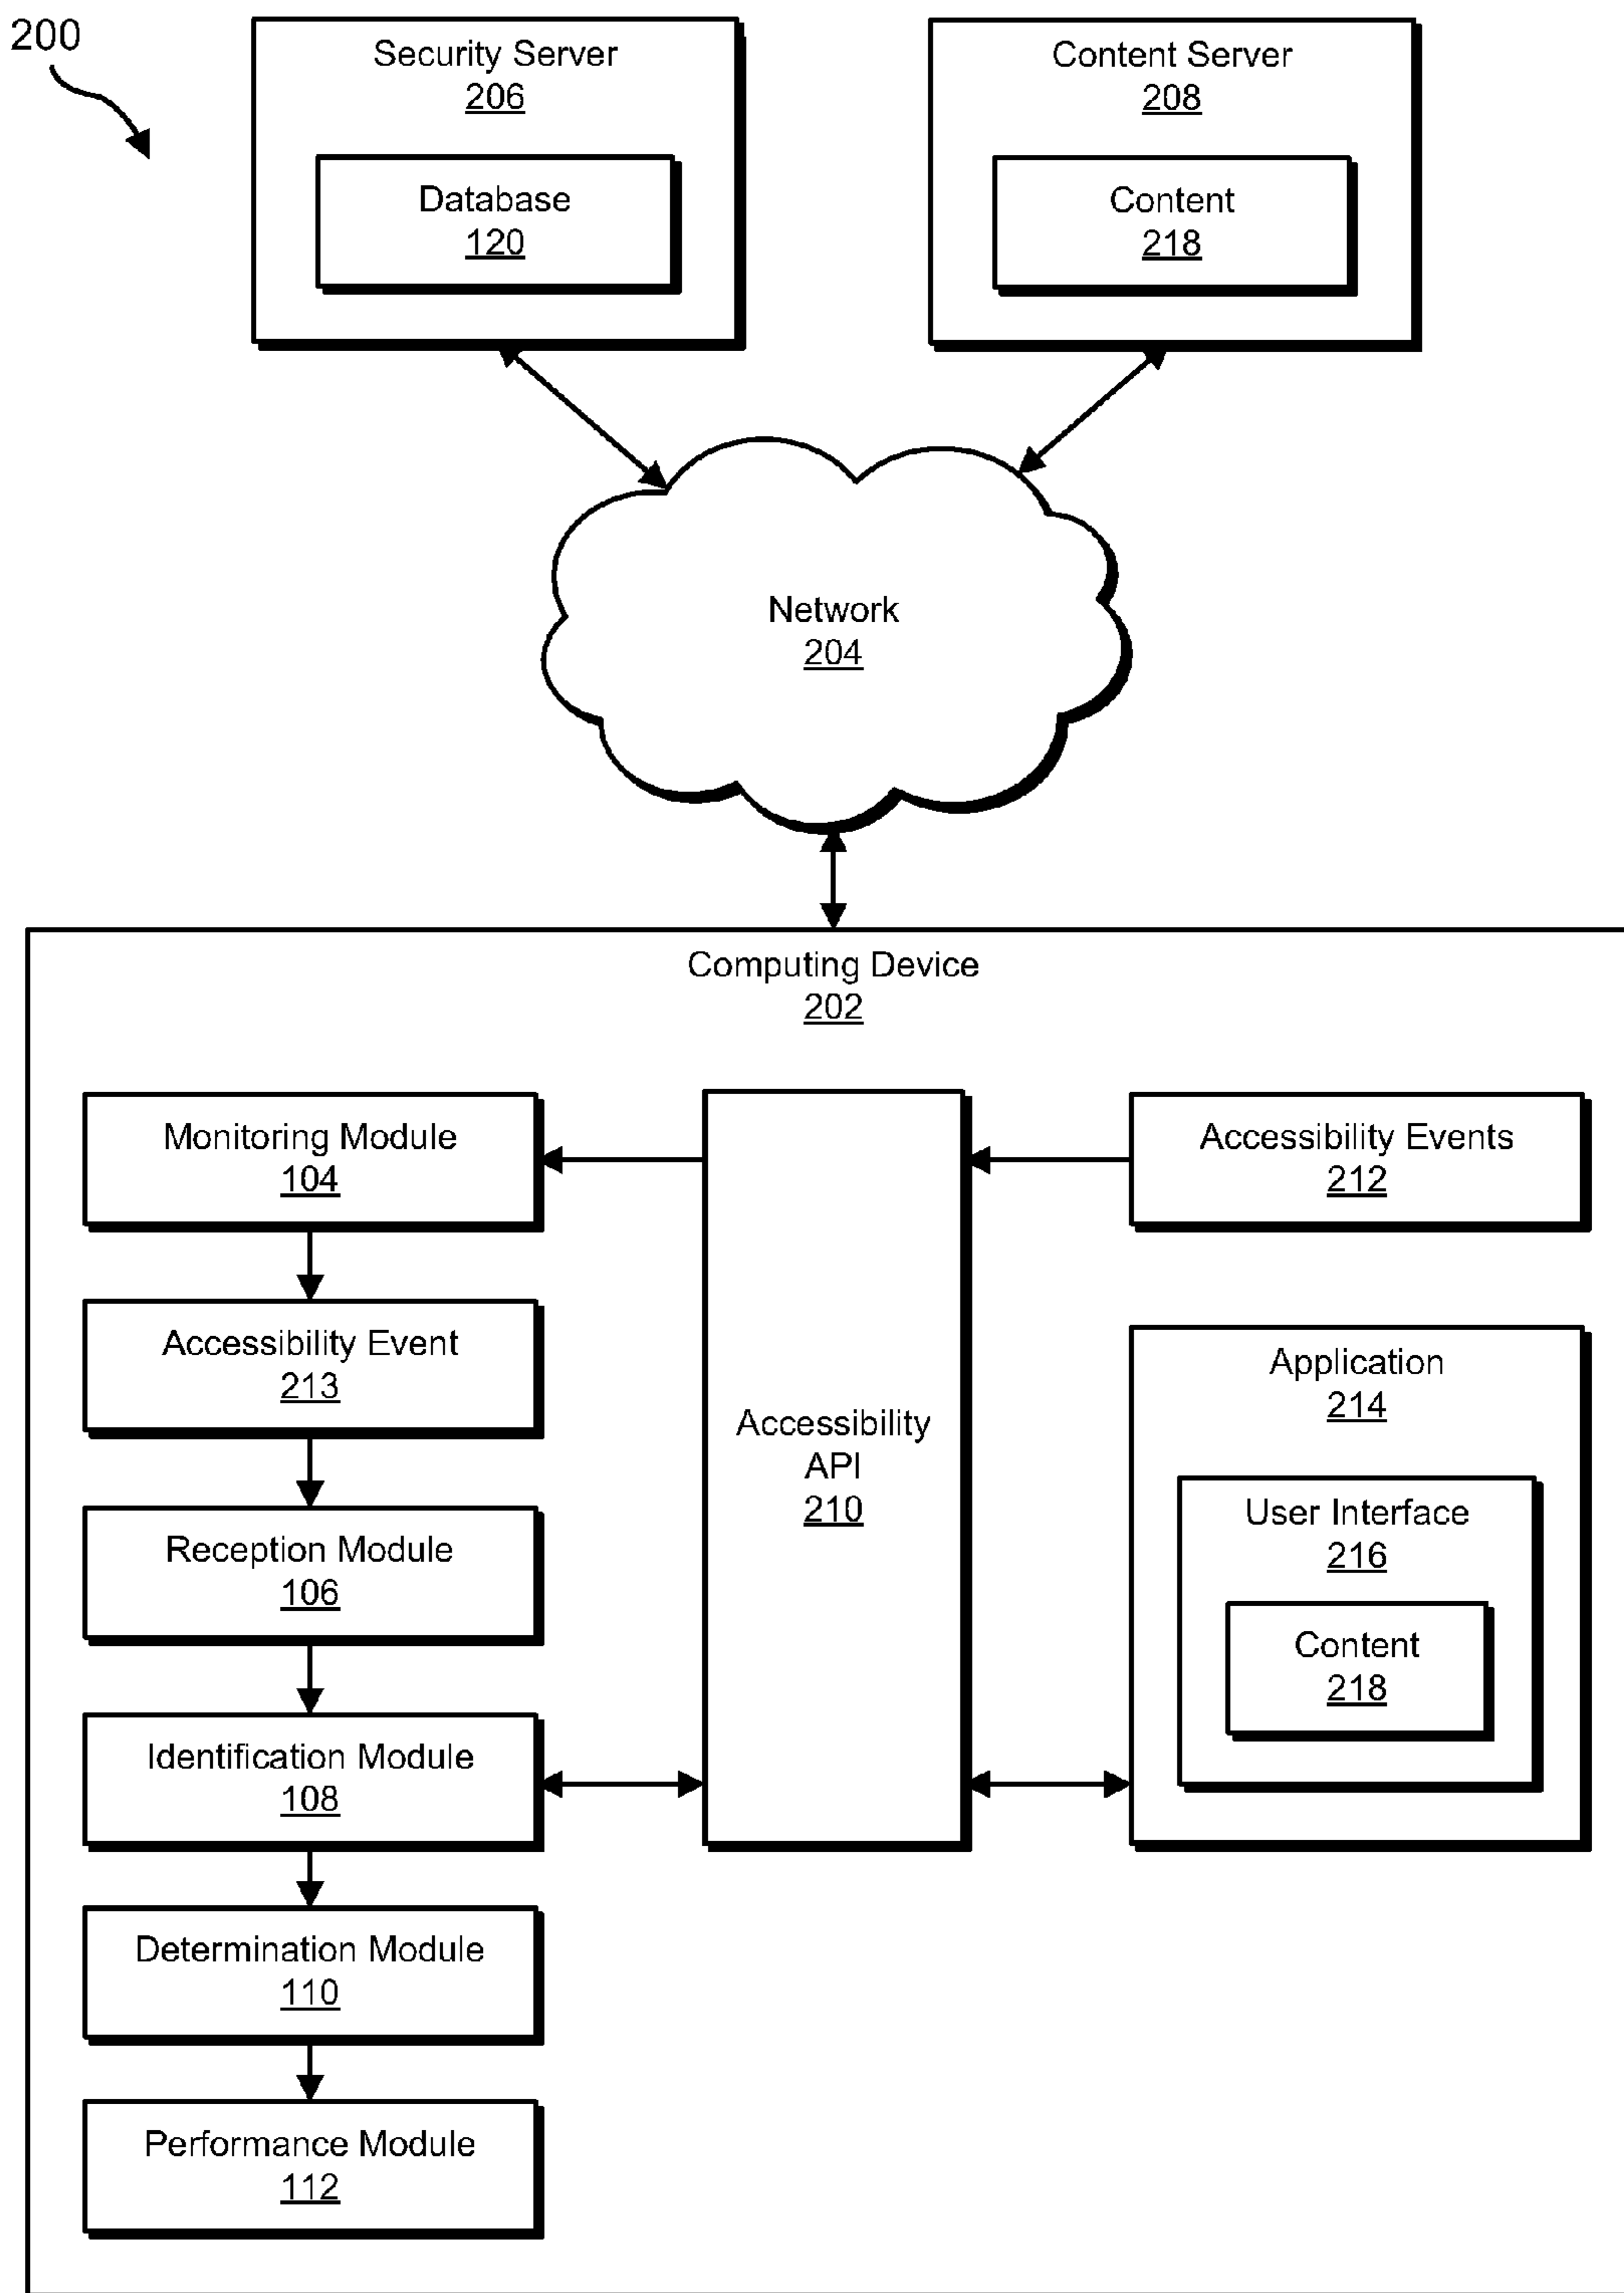 200
Security Server
206
Database
120
Content Server
208
Content
218
Network
204
Computing Device
202
Monitoring Module
104
Accessibility Event
213
Reception Module
106
Identification Module
108
Determination Module
110
Performance Module
112
Accessibility
API
210
Accessibility Events
212
Application
214
User Interface
216
Content
218